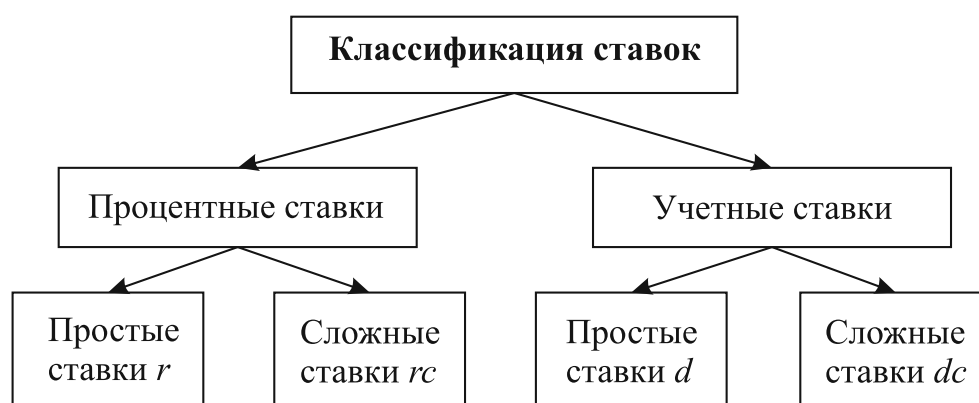 Классификация ставок
Процентные ставки
Учетные ставки
Простые
ставки r
Сложные
ставки rc
Простые
ставки d
Сложные
ставки dc